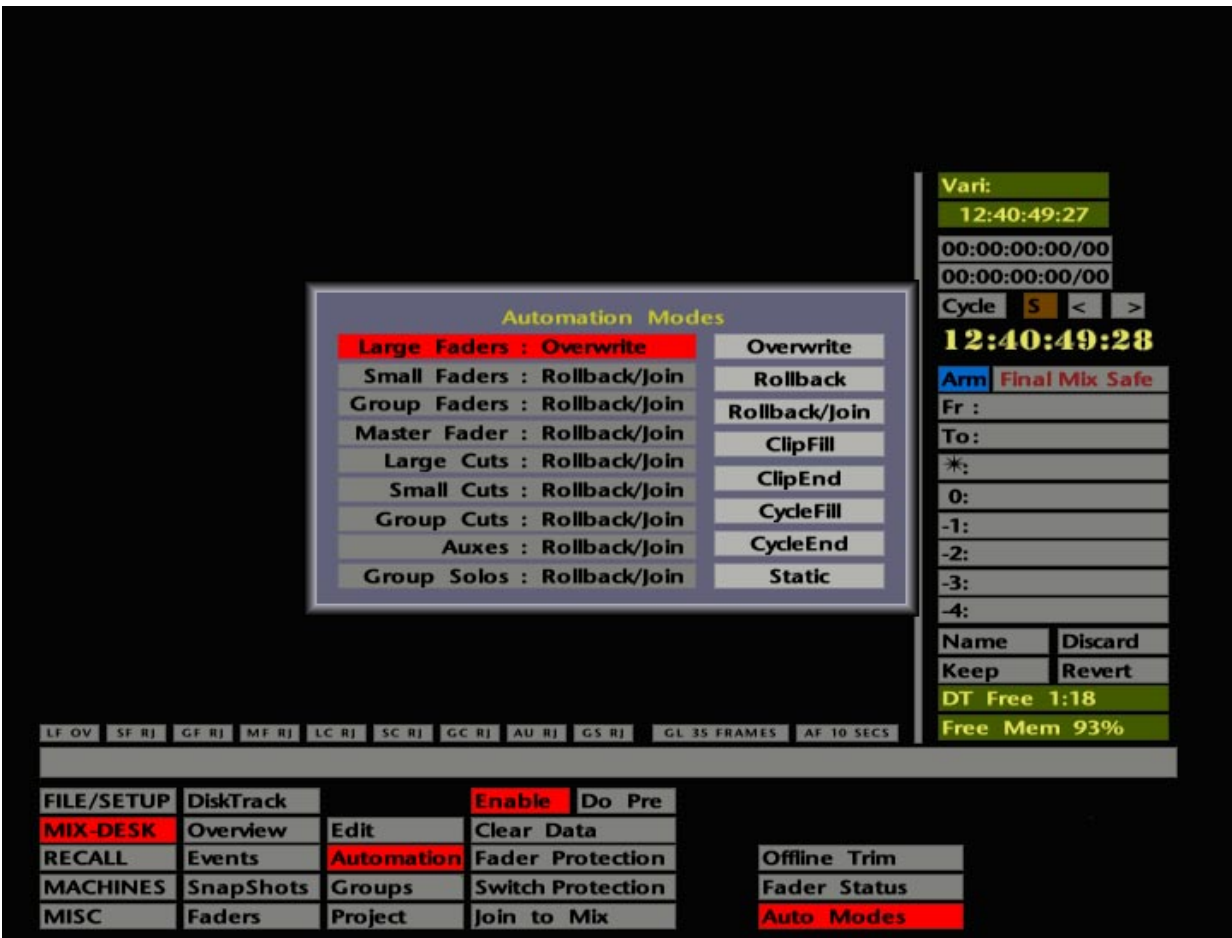 Vari:
12:40:49:27
00:00:00:00/00
00:00:00:00/00
Cycle S < >
12:40:49:28
Automation Modes
Large Faders : Overwrite
Small Faders : Rollback/Join
Group Faders : Rollback/Join
Master Fader : Rollback/Join
Large Cuts : Rollback/Join
Small Cuts : Rollback/Join
Group Cuts : Rollback/Join
Auxes : Rollback/Join
Group Solos : Rollback/Join
Overwrite
Rollback
Rollback/Join
ClipFill
ClipEnd
CycleFill
CycleEnd
Static
Arm Final Mix Safe
Fr :
To:
*:
0:
-1:
-2:
-3:
-4:
Name Discard
Keep Revert
DT Free 1:18
Free Mem 93%
LF OV SF RJ GF RJ MF RJ LC RJ SC RJ GC RJ AU RJ GS RJ GL 35 FRAMES AF 10 SECS
FILE/SETUP DiskTrack Enable Do Pre
MIX-DESK Overview Edit Clear Data
RECALL Events Automation Fader Protection Offline Trim
MACHINES SnapShots Groups Switch Protection Fader Status
MISC Faders Project Join to Mix Auto Modes